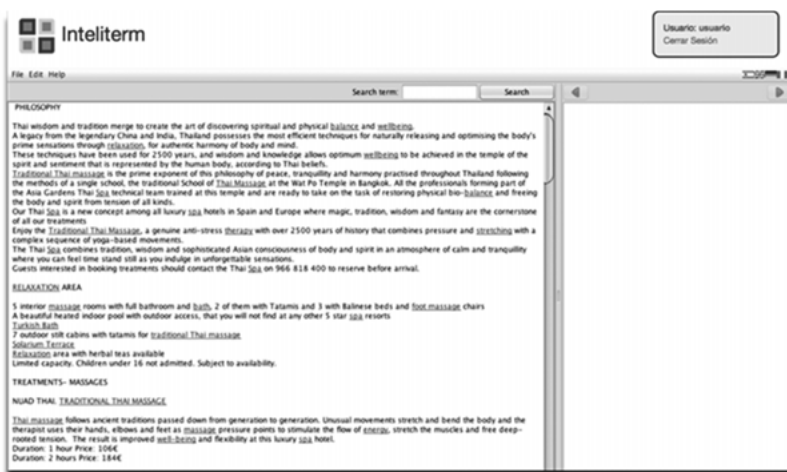 Inteliterm
Usuario: usuario
Cerrar Sesión
File Edit Help
Search term:
Search
PHILOSOPHY
Thai wisdom and tradition merge to create the art of discovering spiritual and physical balance and wellbeing.
A legacy from the legendary China and India, Thailand possesses the most efficient techniques for naturally releasing and optimising the body's
prime sensations through relaxation, for authentic harmony of body and mind.
These techniques have been used for 2500 years, and wisdom and knowledge allows optimum wellbeing to be achieved in the temple of the
spirit and sentiment that is represented by the human body, according to Thai beliefs.
Traditional Thai massage is the prime exponent of this philosophy of peace, tranquility and harmony practised throughout Thailand following
the methods of a single school, the traditional School of Thai Massage at the Wat Po Temple in Bangkok. All the professionals forming part of
the Asia Gardens Thai Spa technical team trained at this temple and are ready to take on the task of restoring physical bio-balance and freeing
the body and spirit from tension of all kinds.
Our Thai Spa is a new concept among all luxury spa hotels in Spain and Europe where magic, tradition, wisdom and fantasy are the cornerstone
of all our treatments
Enjoy the Traditional Thai Massage, a genuine anti-stress therapy with over 2500 years of history that combines pressure and stretching with a
complex sequence of yoga-based movements.
The Thai Spa combines tradition, wisdom and sophisticated Asian consciousness of body and spirit in an atmosphere of calm and tranquility
where you can feel time stand still as you indulge in unforgettable sensations.
Guests interested in booking treatments should contact the Thai Spa on 966 818 400 to reserve before arrival.
RELAXATION AREA
5 interior massage rooms with full bathroom and bath, 2 of them with Tatamis and 3 with Balinese beds and foot massage chairs
A beautiful heated indoor pool with outdoor access, that you will not find at any other 5 star spa resorts
Turkish Bath
7 outdoor stilt cabins with tatamis for traditional Thai massage
Solarium Terrace
Relaxation area with herbal teas available
Limited capacity. Children under 16 not admitted. Subject to availability.
TREATMENTS- MASSAGES
NUAD THAI. TRADITIONAL THAI MASSAGE
Thai massage follows ancient traditions passed down from generation to generation. Unusual movements stretch and bend the body and the
therapist uses their hands, elbows and feet as massage pressure points to stimulate the flow of energy, stretch the muscles and free deep-
rooted tension. The result is improved well-being and flexibility at this luxury spa hotel.
Duration: 1 hour Price: 106€
Duration: 2 hours Price: 184€